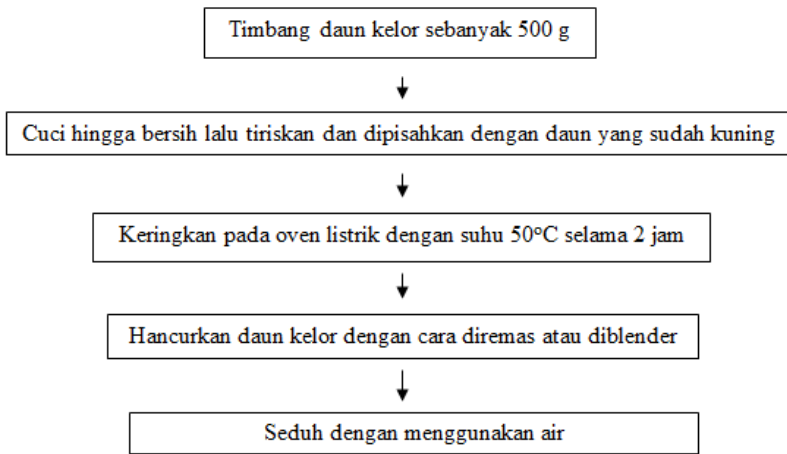 Timbang daun kelor sebanyak 500 g
Cuci hingga bersih lalu tiriskan dan dipisahkan dengan daun yang sudah kuning
Keringkan pada oven listrik dengan suhu 50°C selama 2 jam
Hancurkan daun kelor dengan cara diremas atau diblender
Seduh dengan menggunakan air